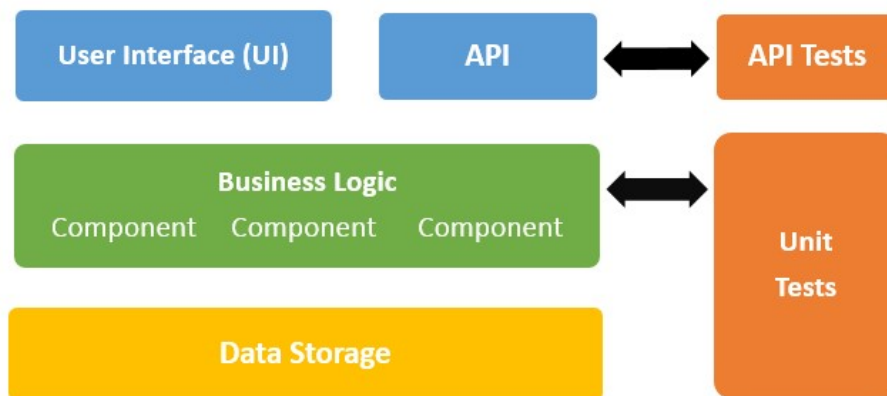 User Interface (UI)
API
API Tests
Business Logic
Component Component Component
Unit
Tests
Data Storage